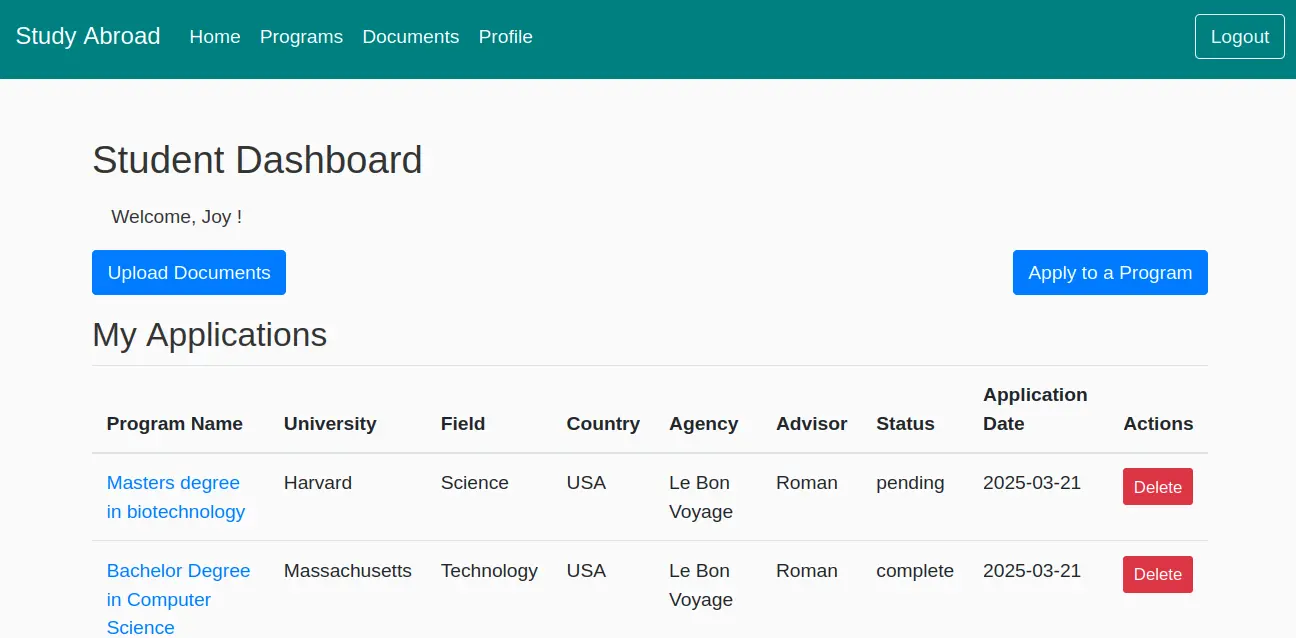 Study Abroad Home Programs Documents Profile Logout
Student Dashboard
Welcome, Joy !
Upload Documents Apply to a Program
My Applications
Program Name University Field Country Agency Advisor Status Application Date Actions
Masters degree in biotechnology Harvard Science USA Le Bon Voyage Roman pending 2025-03-21 Delete
Bachelor Degree in Computer Science Massachusetts Technology USA Le Bon Voyage Roman complete 2025-03-21 Delete